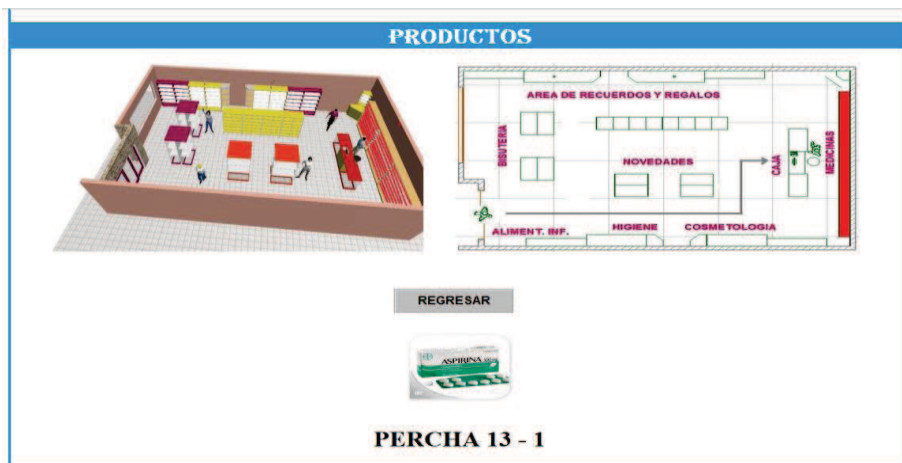 PRODUCTOS
AREA DE RECUERDOS Y REGALOS
BISUTERIA
NOVEDADES
CAJA
MEDICINAS
ALIMENT. INF.
HIGIENE
COSMETOLOGIA
REGRESAR
ASPIRINA
PERCHA 13 - 1